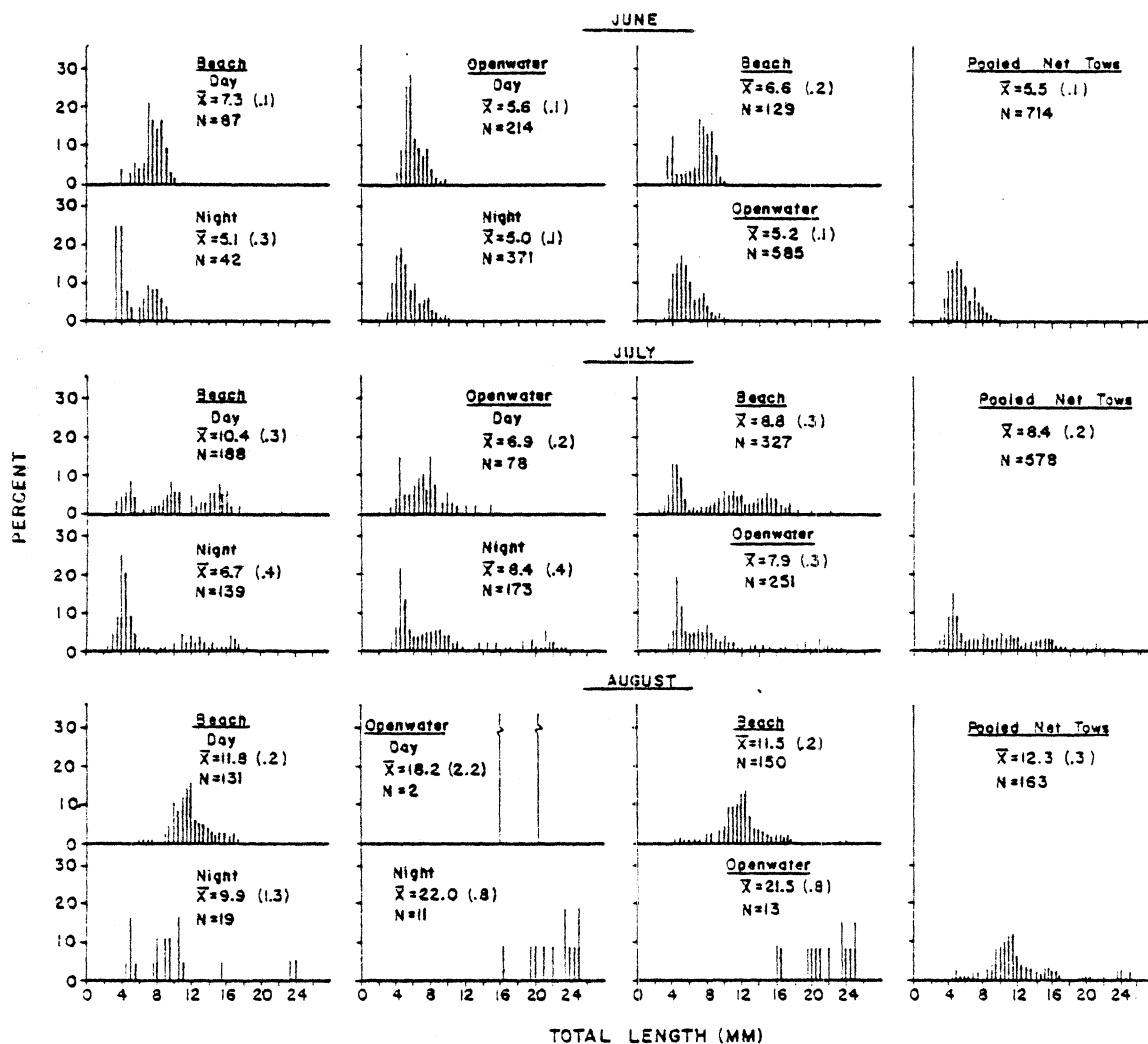 JUNE
Beach
Day
X̄=7.3 (.1)
N=87
Openwater
Day
X̄=5.6 (.1)
N=214
Beach
X̄=6.6 (.2)
N=129
Pooled Net Tows
X̄=5.5 (.1)
N=714
30
20
10
0
Night
X̄=5.1 (.3)
N=42
Night
X̄=5.0 (.1)
N=371
Openwater
X̄=5.2 (.1)
N=585
30
20
10
0
JULY
Beach
Day
X̄=10.4 (.3)
N=188
Openwater
Day
X̄=6.9 (.2)
N=78
Beach
X̄=8.8 (.3)
N=327
Pooled Net Tows
X̄=8.4 (.2)
N=578
30
20
10
0
PERCENT
Night
X̄=6.7 (.4)
N=139
Night
X̄=8.4 (.4)
N=173
Openwater
X̄=7.9 (.3)
N=251
30
20
10
0
AUGUST
Beach
Day
X̄=11.8 (.2)
N=131
Openwater
Day
X̄=18.2 (2.2)
N=2
Beach
X̄=11.5 (.2)
N=150
Pooled Net Tows
X̄=12.3 (.3)
N=163
30
20
10
0
Night
X̄=9.9 (1.3)
N=19
Night
X̄=22.0 (.8)
N=11
Openwater
X̄=21.5 (.8)
N=13
30
20
10
0
0 4 8 12 16 20 24 0 4 8 12 16 20 24 0 4 8 12 16 20 24 0 4 8 12 16 20 24
TOTAL LENGTH (MM)